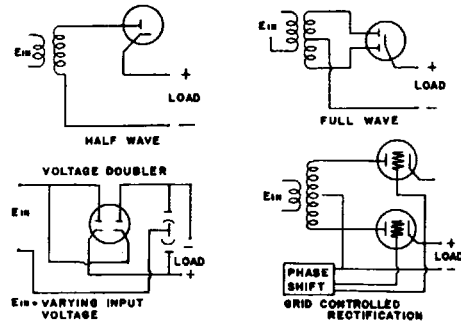 EIN
+
LOAD
−
HALF WAVE
EIN
+
LOAD
−
FULL WAVE
VOLTAGE DOUBLER
EIN
−
LOAD
+
EIN = VARYING INPUT
VOLTAGE
EIN
+
LOAD
−
PHASE
SHIFT
GRID CONTROLLED
RECTIFICATION